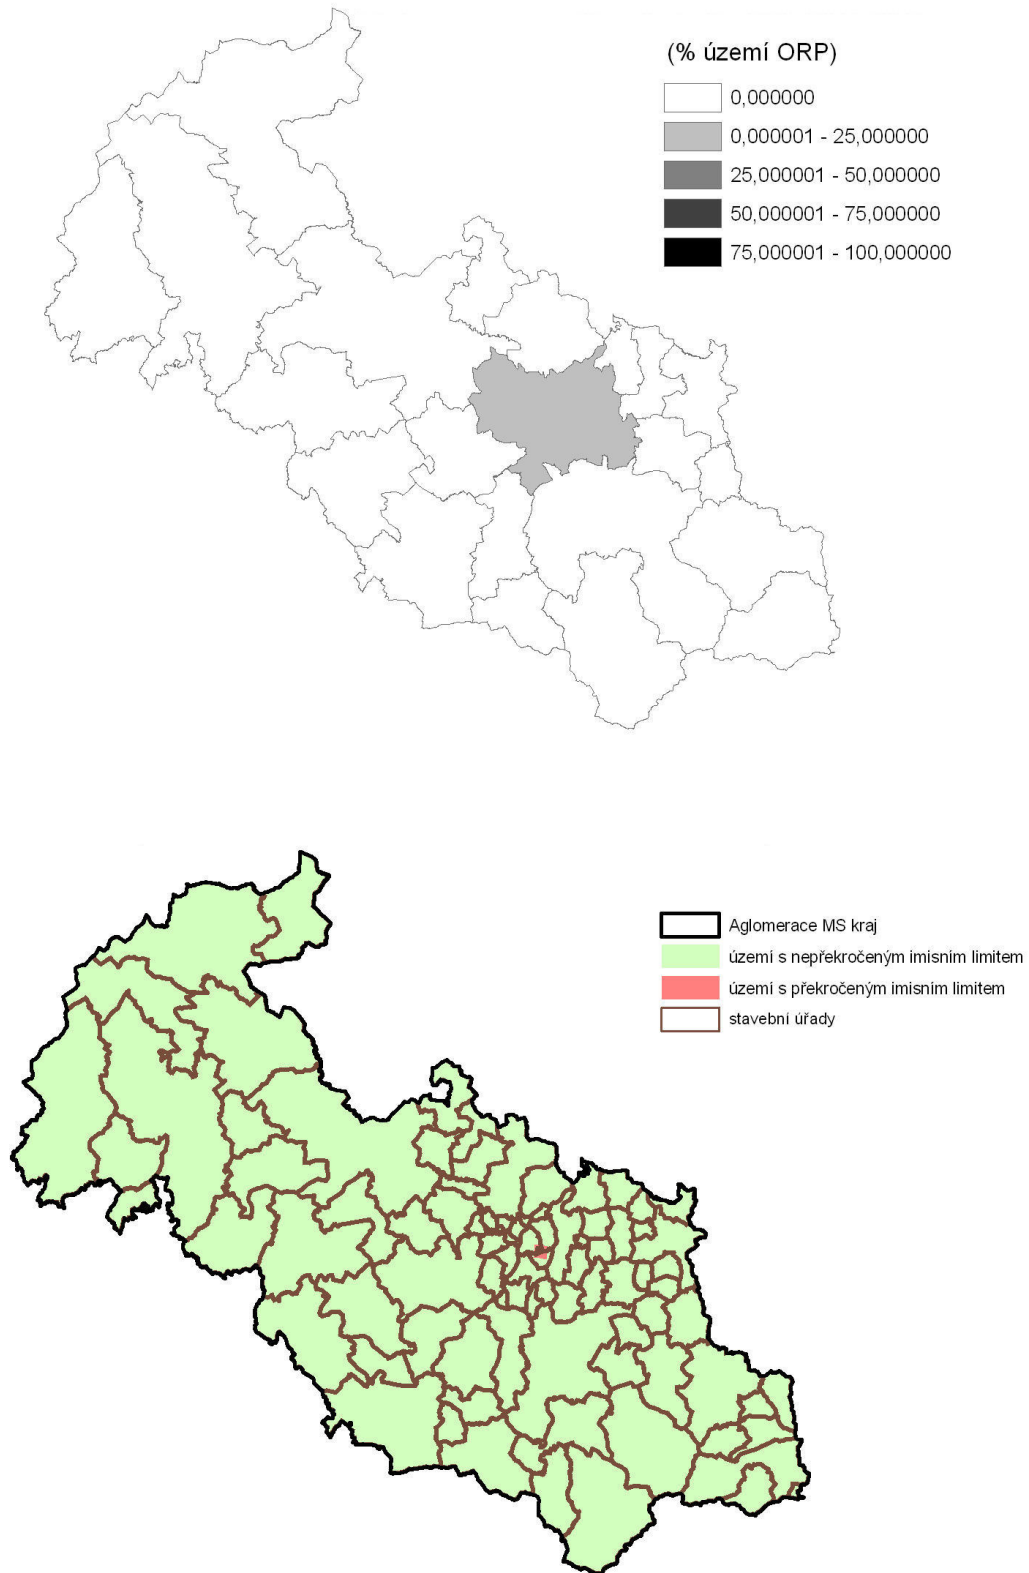 (% území ORP)
0,000000
0,000001 - 25,000000
25,000001 - 50,000000
50,000001 - 75,000000
75,000001 - 100,000000
Aglomerace MS kraj
území s nepřekročeným imisním limitem
území s překročeným imisním limitem
stavební úřady